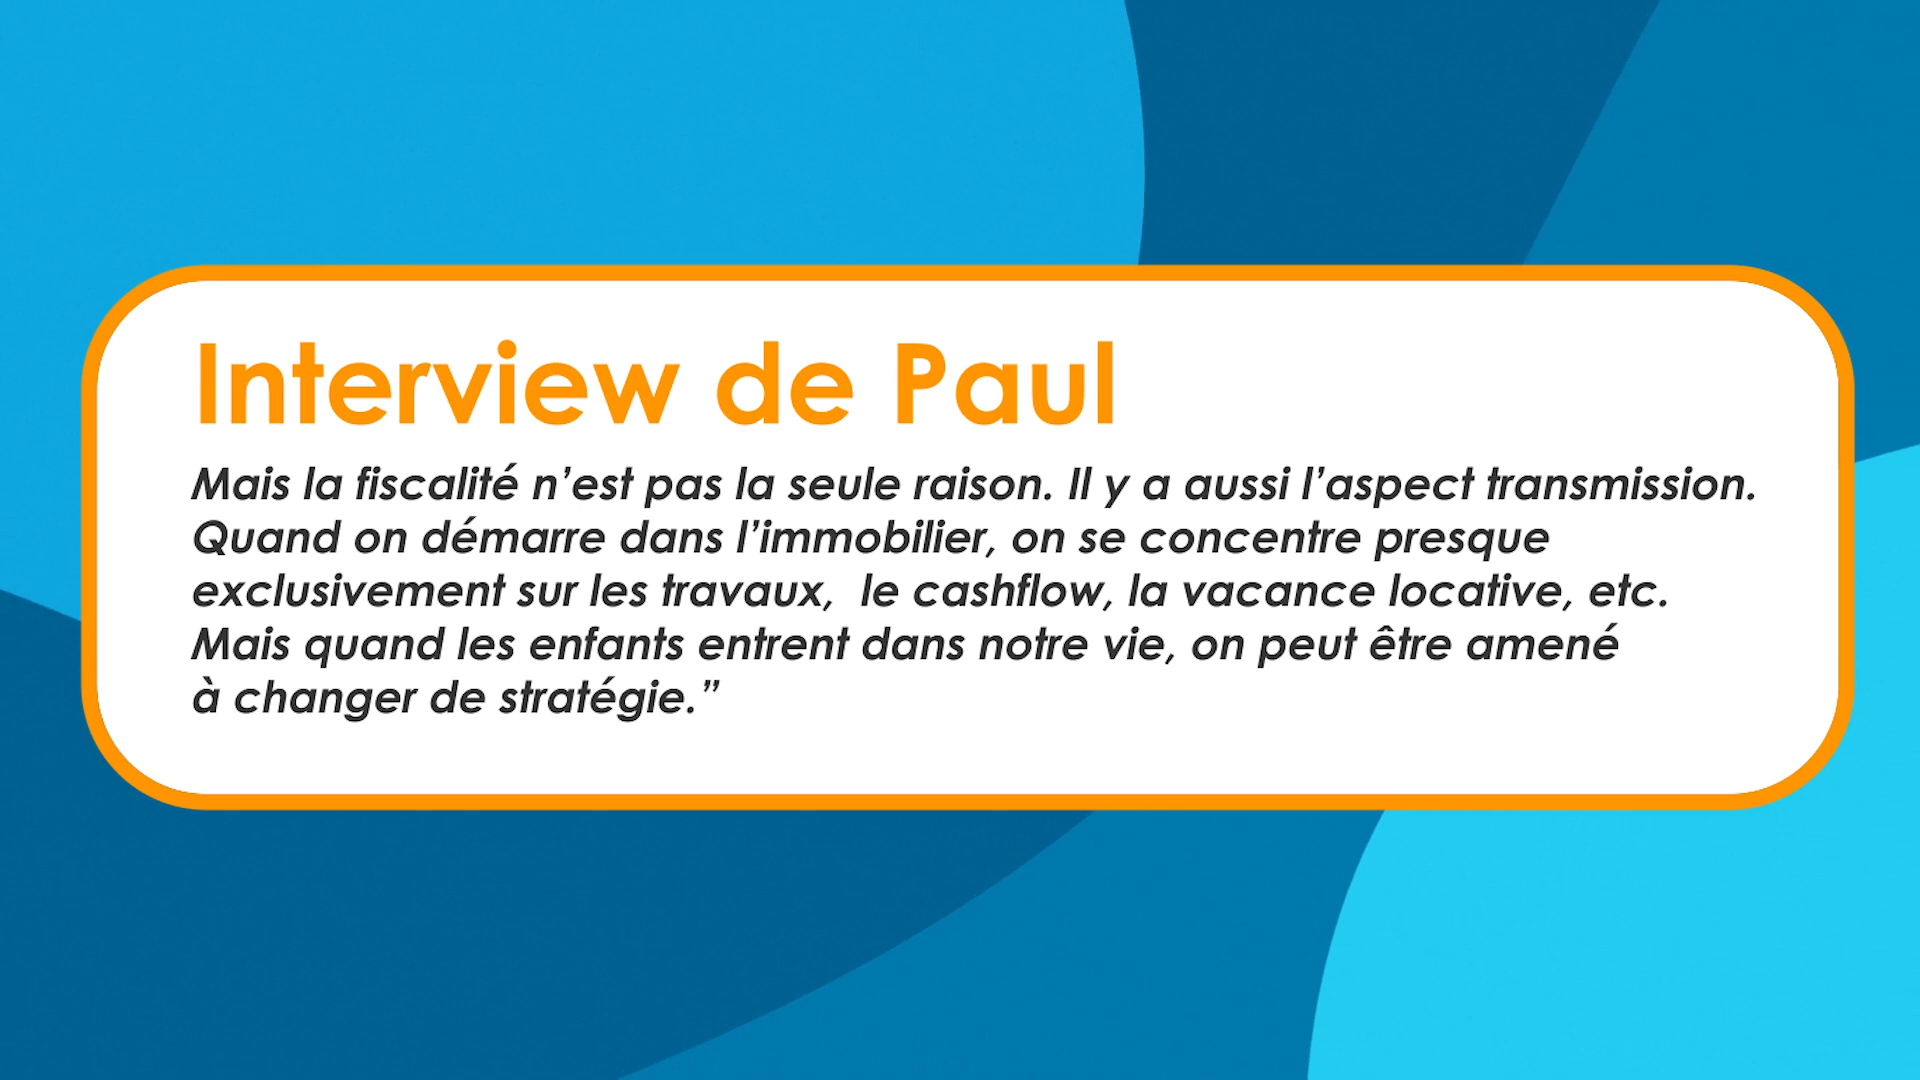 Interview de Paul
Mais la fiscalité n’est pas la seule raison. Il y a aussi l’aspect transmission.
Quand on démarre dans l’immobilier, on se concentre presque
exclusivement sur les travaux,  le cashflow, la vacance locative, etc.
Mais quand les enfants entrent dans notre vie, on peut être amené
à changer de stratégie.”